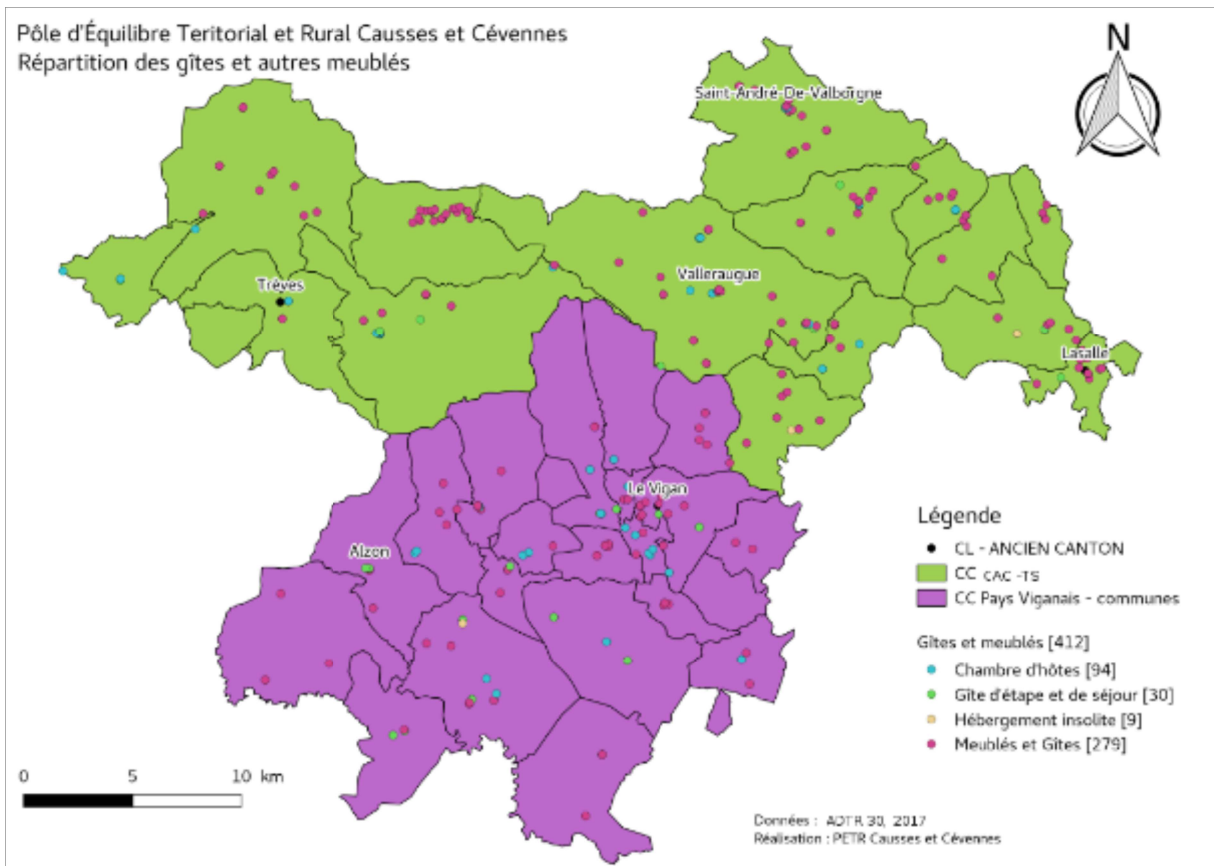 Pôle d'Équilibre Teritorial et Rural Causses et Cévennes
Répartition des gîtes et autres meublés
N
Saint-André-De-Valborgne
Valleraugue
Trèves
Lasalle
Le Vigan
Alzon
Légende
CL - ANCIEN CANTON
CC CAC -TS
CC Pays Viganais - communes
Gîtes et meublés [412]
Chambre d'hôtes [94]
Gîte d'étape et de séjour [30]
Hébergement insolite [9]
Meublés et Gîtes [279]
0 5 10 km
Données : ADTR 30, 2017
Réalisation : PETR Causses et Cévennes